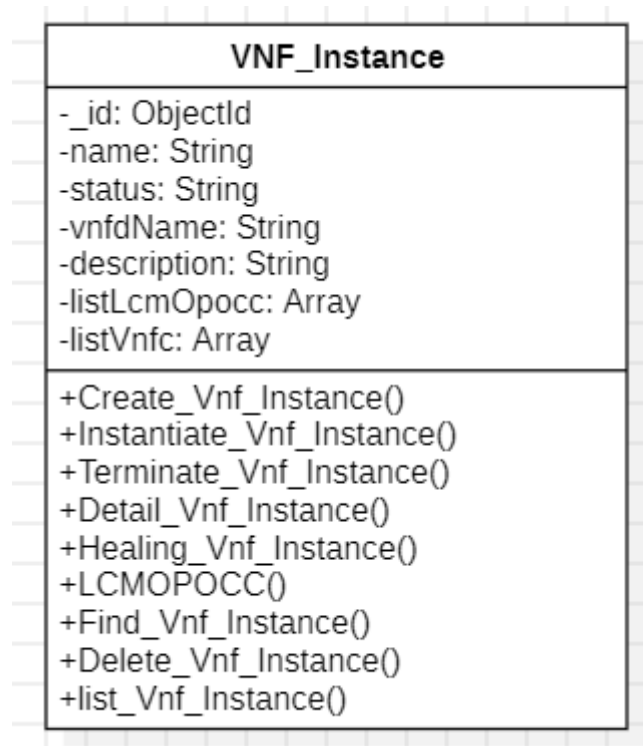 VNF_Instance
-_id: ObjectId
-name: String
-status: String
-vnfdName: String
-description: String
-listLcmOpocc: Array
-listVnfc: Array
+Create_Vnf_Instance()
+Instantiate_Vnf_Instance()
+Terminate_Vnf_Instance()
+Detail_Vnf_Instance()
+Healing_Vnf_Instance()
+LCMOPOCC()
+Find_Vnf_Instance()
+Delete_Vnf_Instance()
+list_Vnf_Instance()